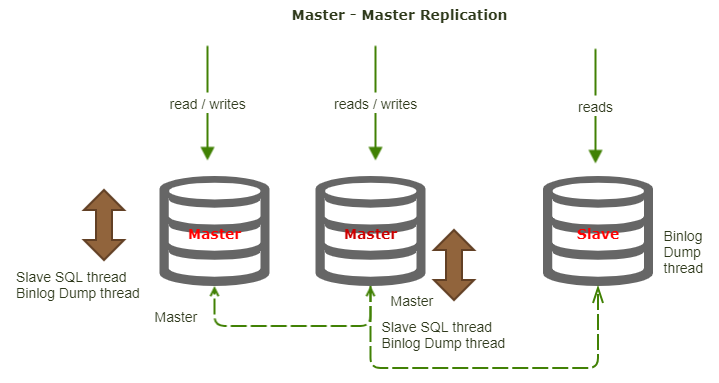 Master - Master Replication
read / writes
reads / writes
reads
Master
Master
Slave
Slave SQL thread
Binlog Dump thread
Master
Master
Slave SQL thread
Binlog Dump thread
Binlog
Dump
thread